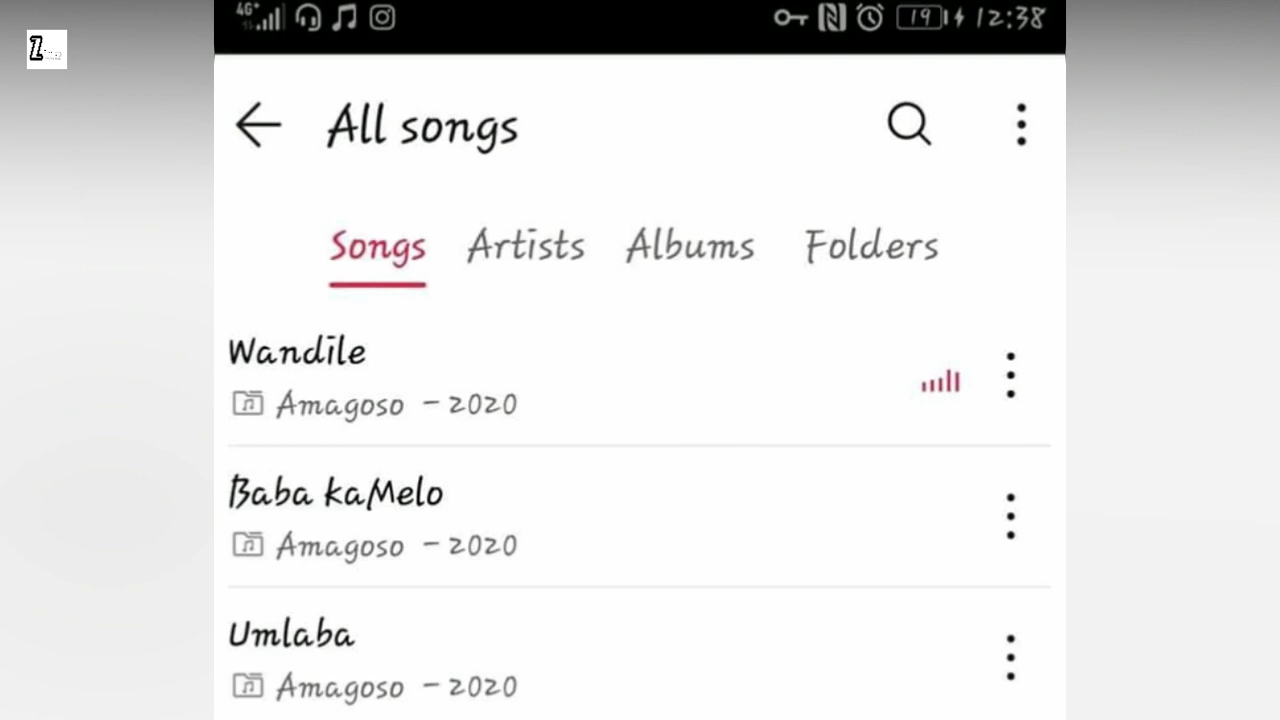 4G+ 19 12:38
All songs
Songs Artists Albums Folders
Wandile
Amagoso - 2020
Baba kaMelo
Amagoso - 2020
Umlaba
Amagoso - 2020